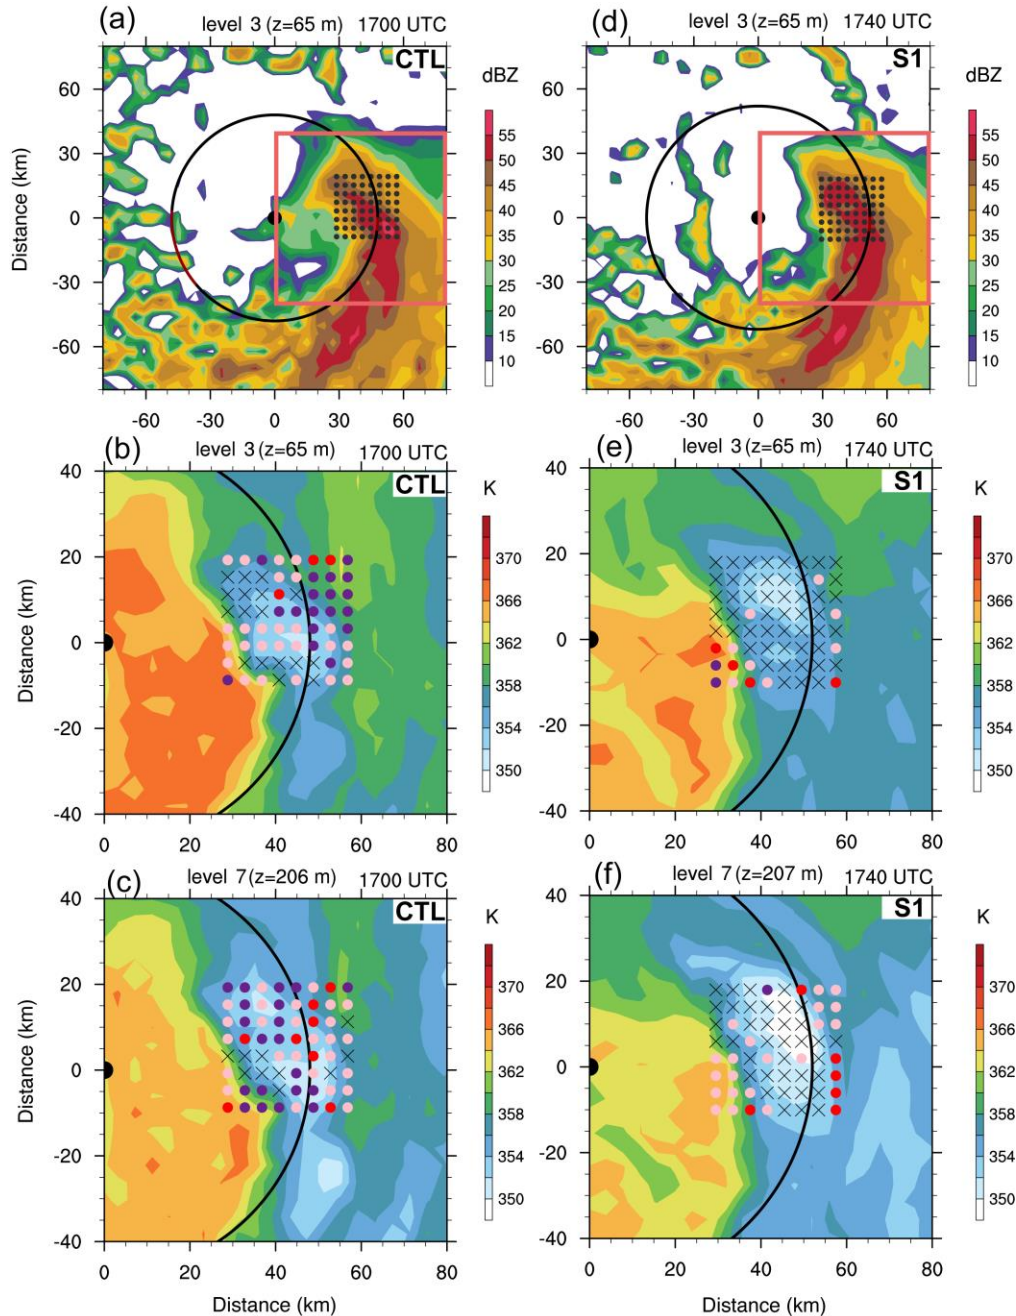 (a) level 3 (z=65 m) 1700 UTC
CTL
dBZ
60
30
0
-30
-60
-60 -30 0 30 60
Distance (km)
55
50
45
40
35
30
25
20
15
10
(d) level 3 (z=65 m) 1740 UTC
S1
dBZ
60
30
0
-30
-60
-60 -30 0 30 60
55
50
45
40
35
30
25
20
15
10
(b) level 3 (z=65 m) 1700 UTC
CTL
K
40
20
0
-20
-40
0 20 40 60 80
Distance (km)
370
366
362
358
354
350
(e) level 3 (z=65 m) 1740 UTC
S1
K
40
20
0
-20
-40
0 20 40 60 80
370
366
362
358
354
350
(c) level 7 (z=206 m) 1700 UTC
CTL
K
40
20
0
-20
-40
0 20 40 60 80
Distance (km)
Distance (km)
370
366
362
358
354
350
(f) level 7 (z=207 m) 1740 UTC
S1
K
40
20
0
-20
-40
0 20 40 60 80
Distance (km)
370
366
362
358
354
350